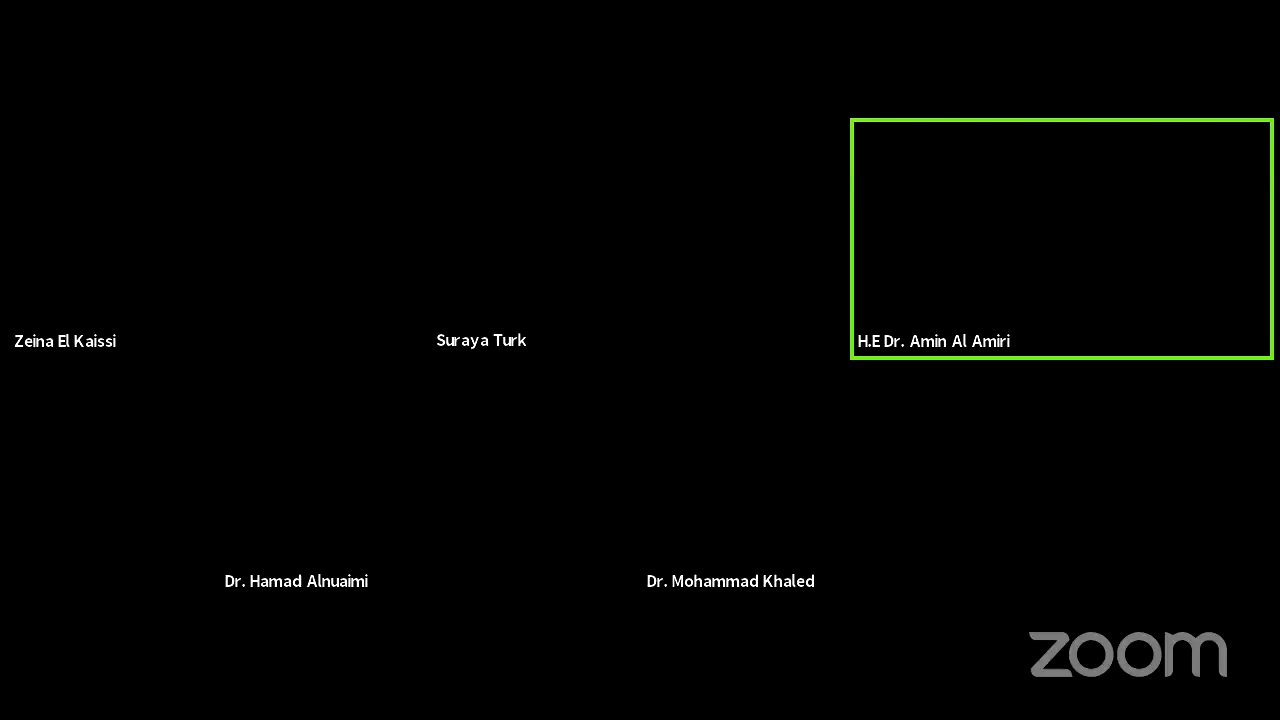 Zeina El Kaissi
Suraya Turk
H.E Dr. Amin Al Amiri
Dr. Hamad Alnuaimi
Dr. Mohammad Khaled
zoom